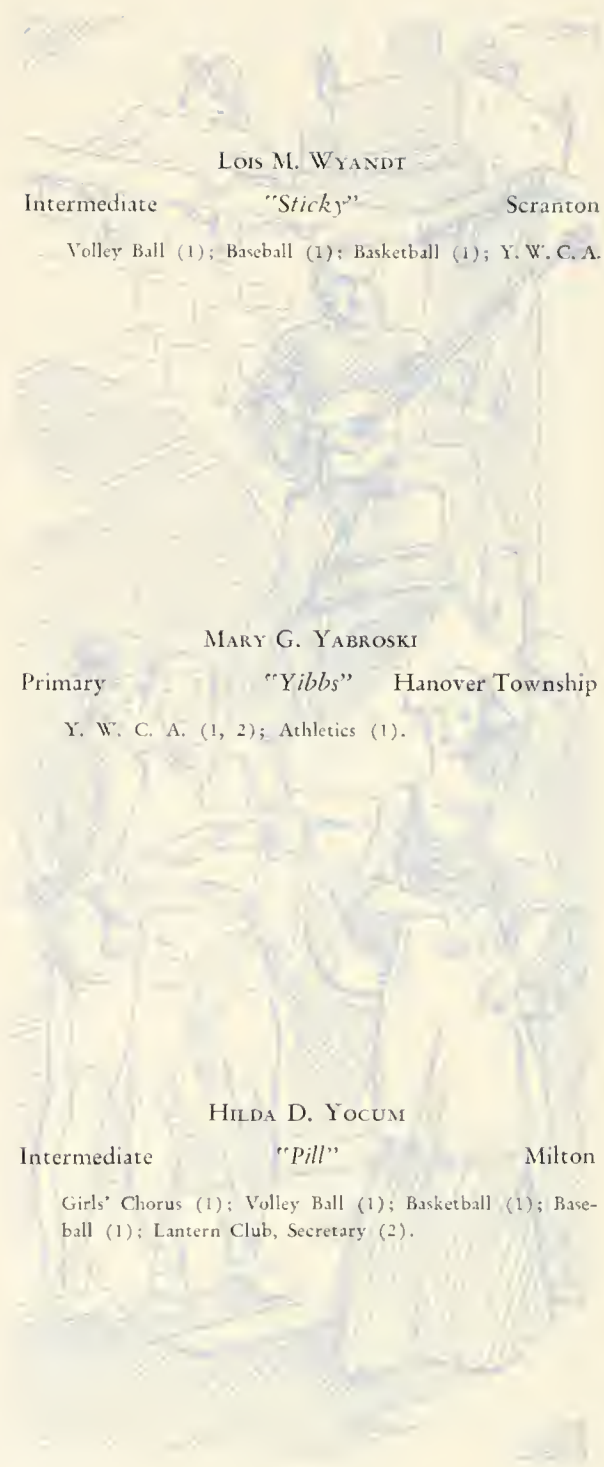 LOIS M. WYANDT
Intermediate "Sticky" Scranton
Volley Ball (1); Baseball (1); Basketball (1); Y. W. C. A.
MARY G. YABROSKI
Primary "Yibbs" Hanover Township
Y. W. C. A. (1, 2); Athletics (1).
HILDA D. YOCUM
Intermediate "Pill" Milton
Girls' Chorus (1); Volley Ball (1); Basketball (1); Base-
ball (1); Lantern Club, Secretary (2).